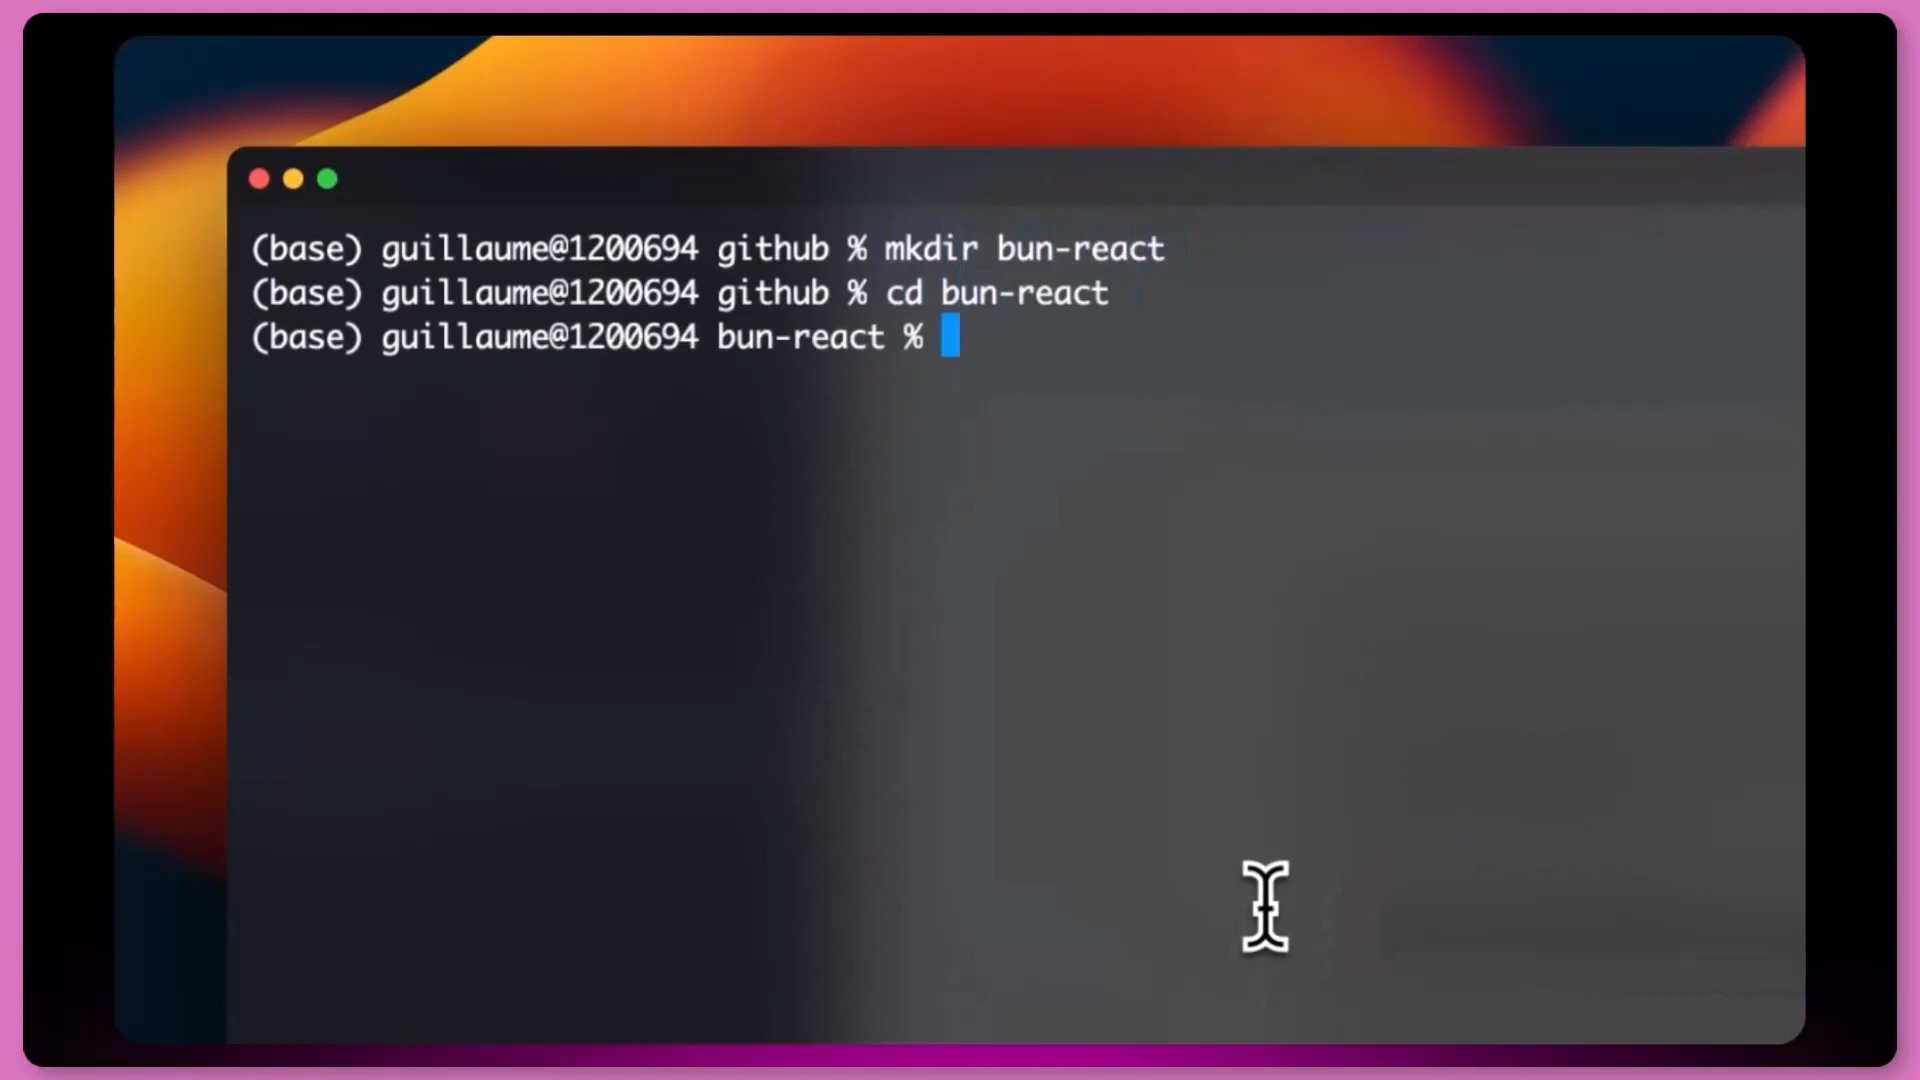 (base) guillaume@1200694 github % mkdir bun-react
(base) guillaume@1200694 github % cd bun-react
(base) guillaume@1200694 bun-react %